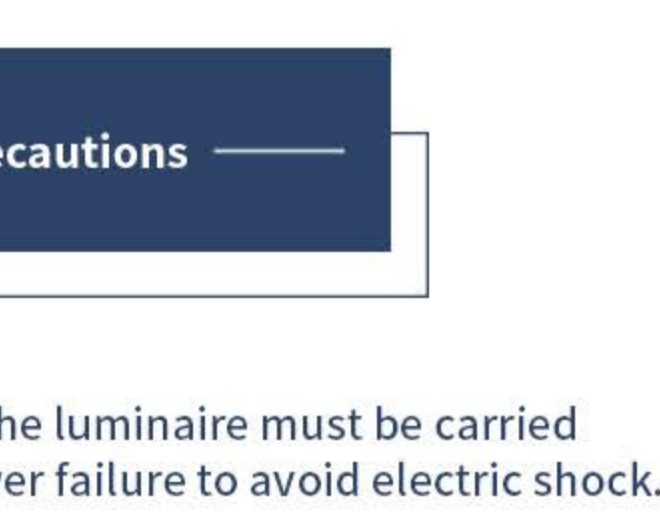 ecautions
he luminaire must be carried
er failure to avoid electric shock.